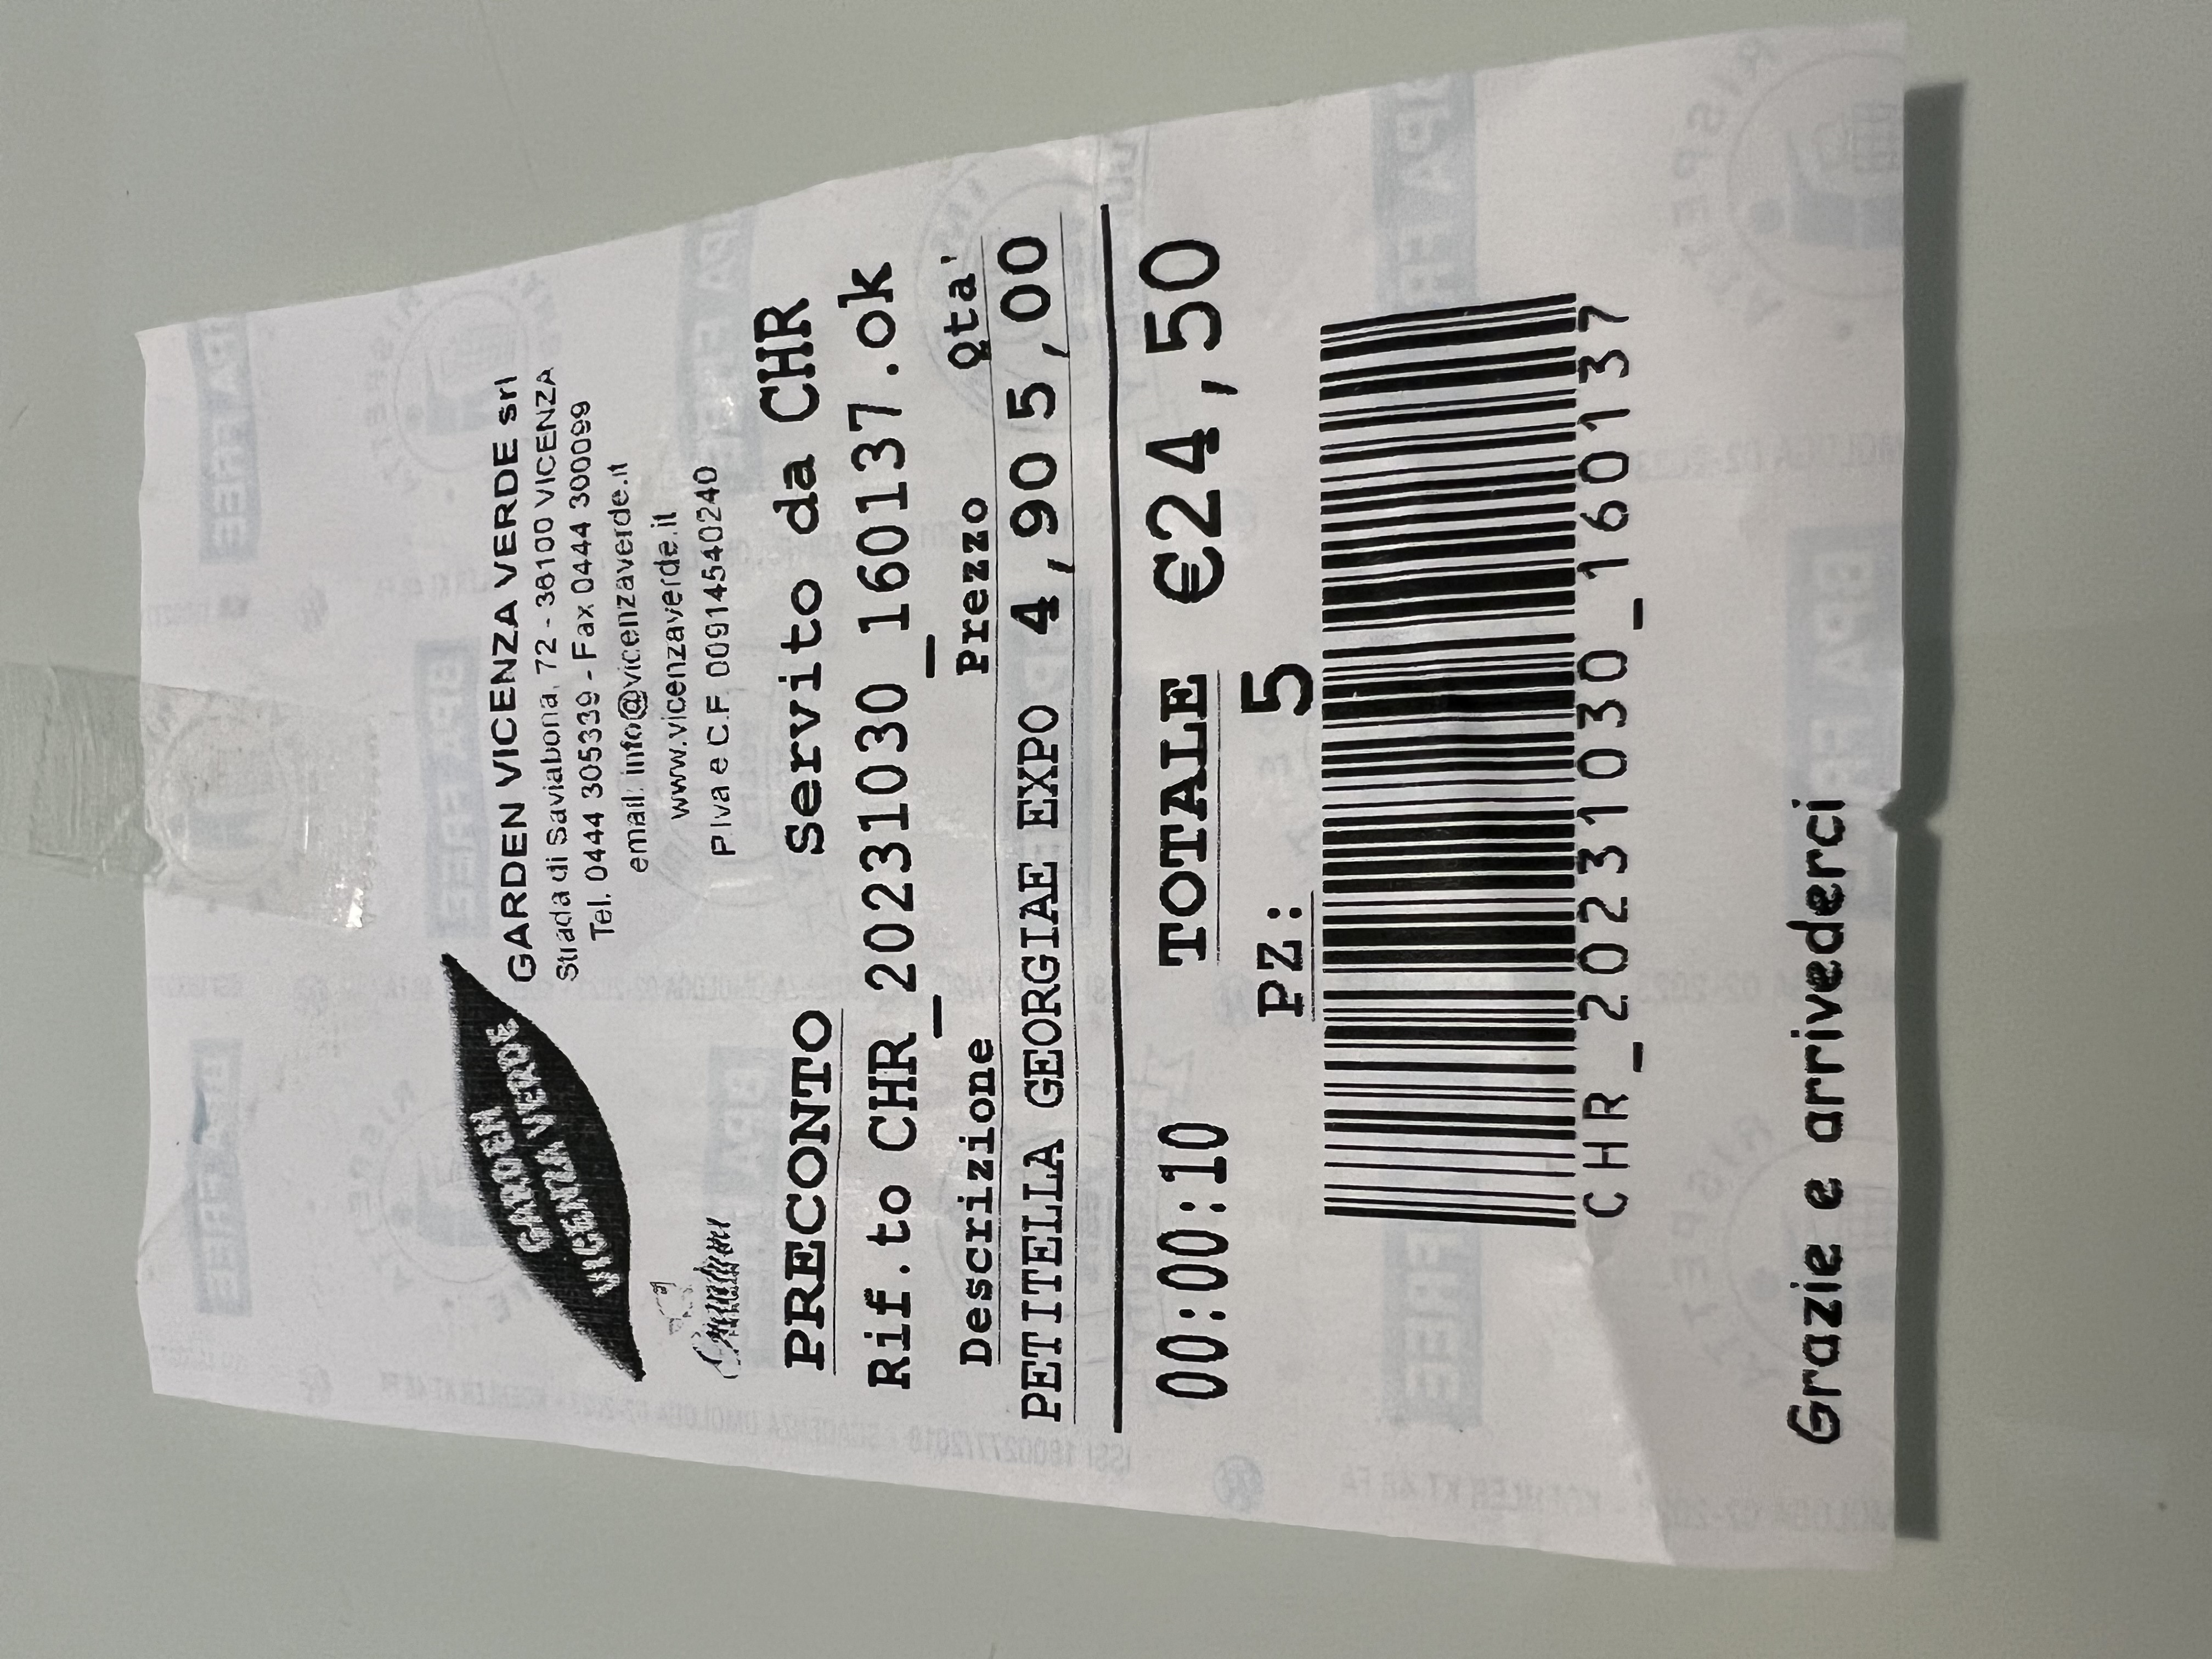 GARDEN
VICENZA VERDE
GARDEN VICENZA VERDE srl
Strada di Saviabona, 72 - 36100 VICENZA
Tel. 0444 305339 - Fax 0444 300099
email: info@vicenzaverde.it
www.vicenzaverde.it
P.Iva e C.F. 00914540240
PRECONTO Servito da CHR
Rif.to CHR_20231030_160137.ok
Descrizione Prezzo Qta'
PETITELLA GEORGIAE EXPO 4,90 5,00
00:00:10 TOTALE €24,50
PZ: 5
CHR_20231030_160137
Grazie e arrivederci